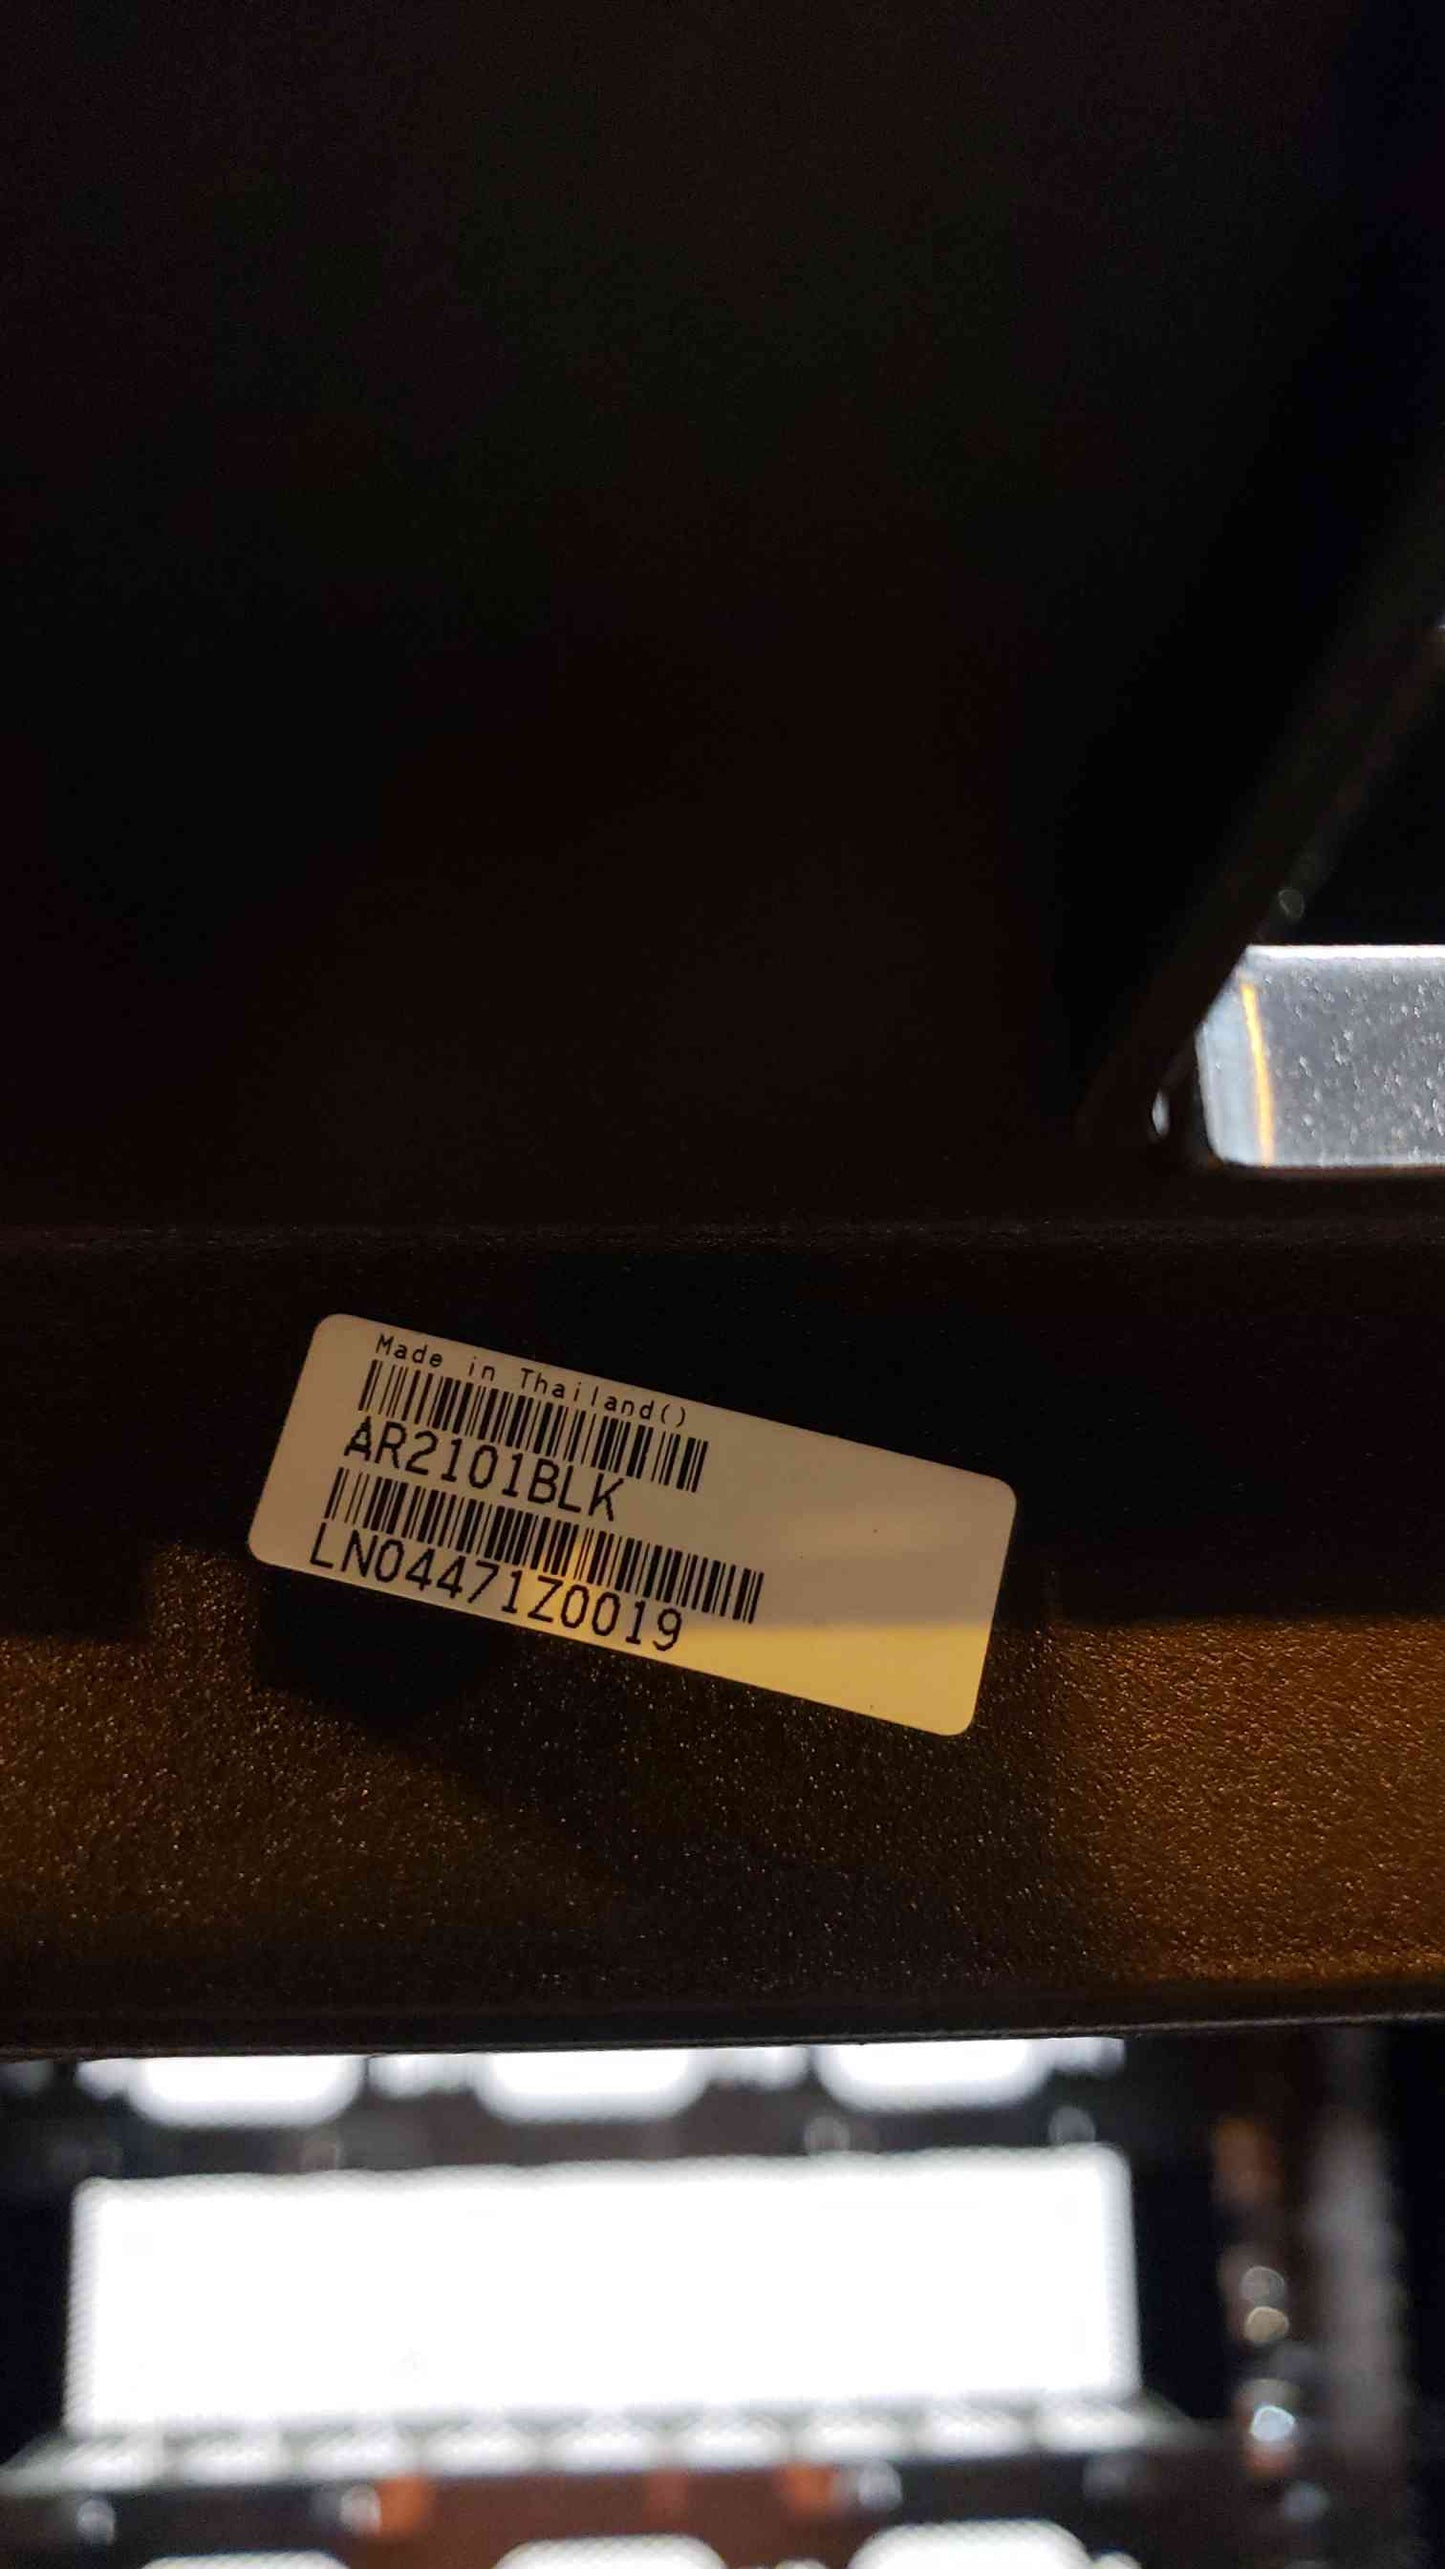 Made in Thailand()
AR2101BLK
LN04471Z0019